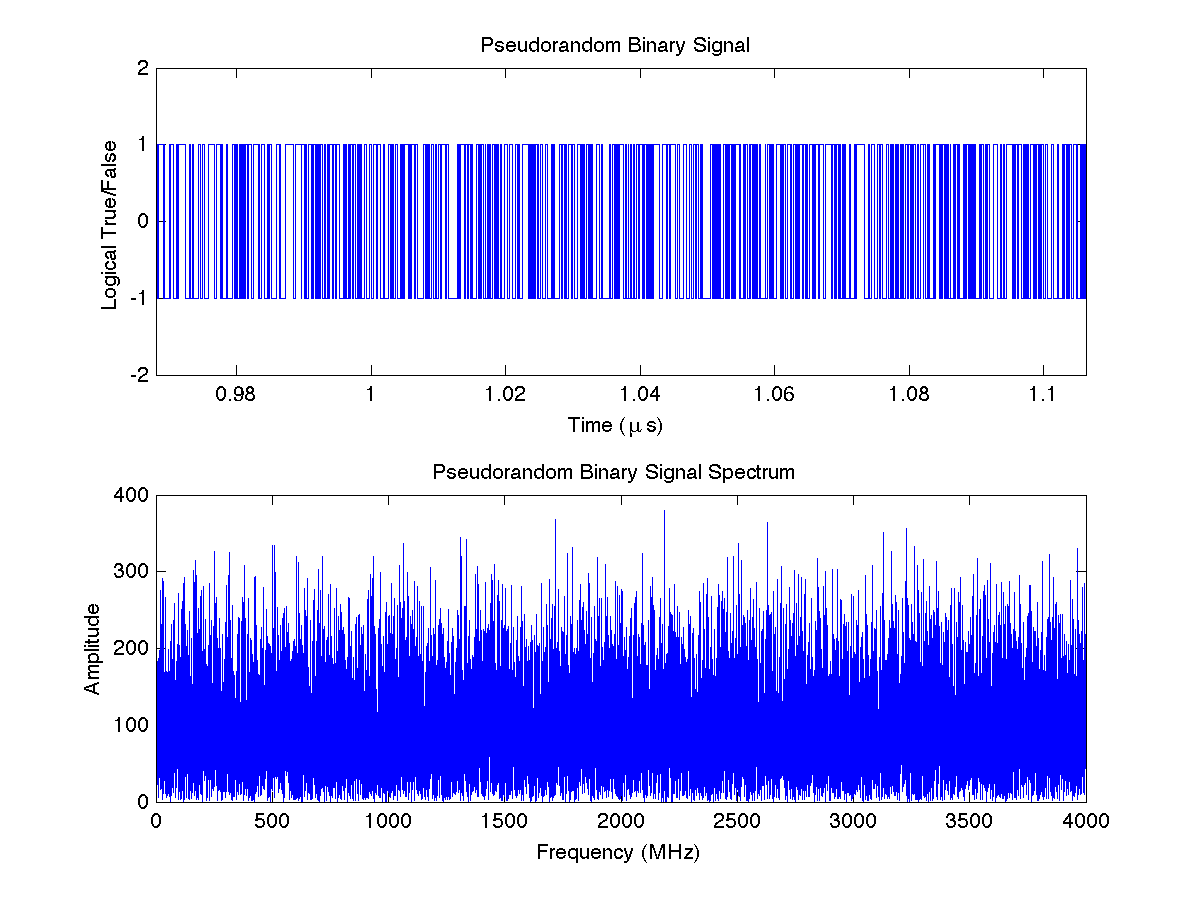 Pseudorandom Binary Signal
2
1
0
-1
-2
Logical True/False
0.98 1 1.02 1.04 1.06 1.08 1.1
Time (μ s)
Pseudorandom Binary Signal Spectrum
400
300
200
100
0
Amplitude
0 500 1000 1500 2000 2500 3000 3500 4000
Frequency (MHz)